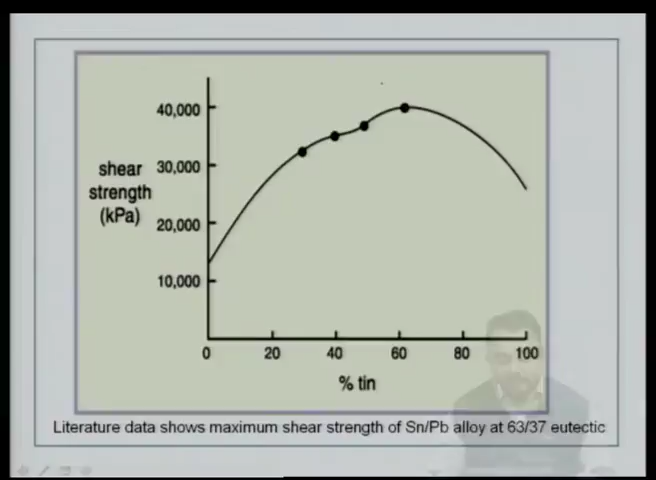 40,000
shear
strength
(kPa)
30,000
20,000
10,000
0 20 40 60 80 100
% tin
Literature data shows maximum shear strength of Sn/Pb alloy at 63/37 eutectic